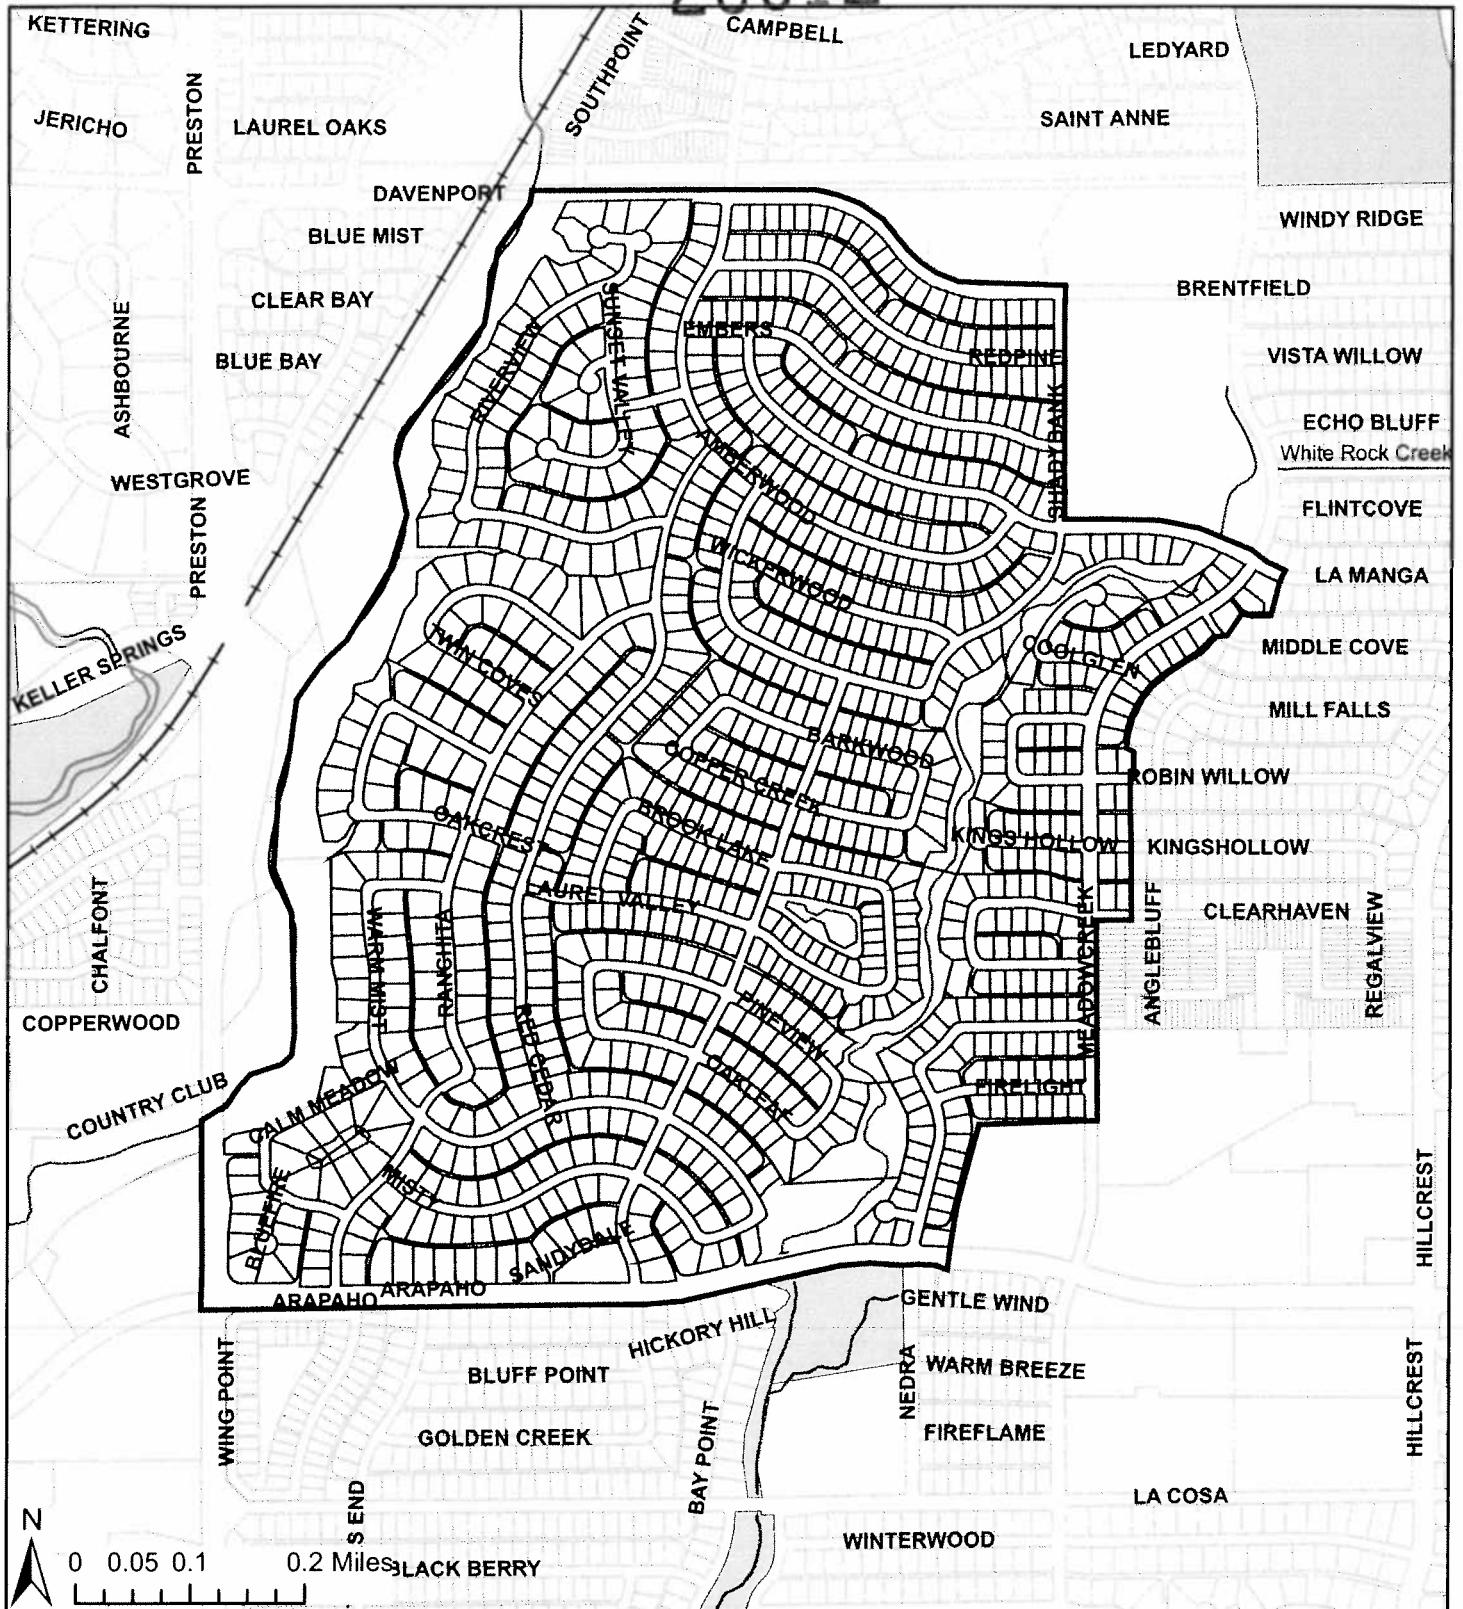 KETTERING
CAMPBELL
SOUTHPOINT
LEDYARD
JERICHO
PRESTON
LAUREL OAKS
SAINT ANNE
DAVENPORT
BLUE MIST
WINDY RIDGE
CLEAR BAY
BRENTFIELD
ASHBOURNE
SUNSET VALLEY
EMBERS
BLUE BAY
RIVERVIEW
REDPINE
VISTA WILLOW
SHADYBANK
ECHO BLUFF
White Rock Creek
AMBERWOOD
WESTGROVE
PRESTON
FLINTCOVE
WICKERWOOD
LA MANGA
KELLER SPRINGS
TWIN COVES
COOLGLEN
MIDDLE COVE
MILL FALLS
BARKWOOD
COPPER CREEK
ROBIN WILLOW
OAKCREST
BROOK LAKE
KINGS HOLLOW
KINGSHOLLOW
LAUREL VALLEY
CHALFONT
WARM MIST
RANCHITA
MEADOWCREEK
ANGLEBLUFF
CLEARHAVEN
REGALVIEW
COPPERWOOD
RED CEDAR
PINEVIEW
OAKLEAF
FIRELIGHT
COUNTRY CLUB
CALM MEADOW
MISTY
BLUFFIRE
SANDYDALE
HILLCREST
ARAPAHO
ARAPAHO
GENTLE WIND
HICKORY HILL
WING POINT
BLUFF POINT
NEDRA
WARM BREEZE
HILLCREST
GOLDEN CREEK
BAY POINT
FIREFLAME
S END
LA COSA
WINTERWOOD
N
0 0.05 0.1 0.2 Miles
BLACK BERRY